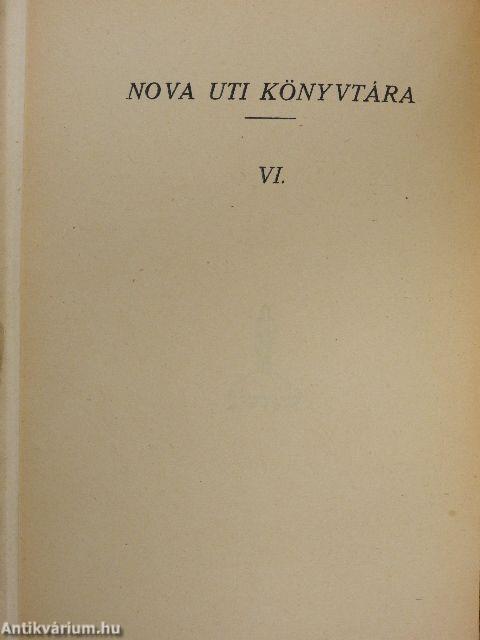 NOVA UTI KÖNYVTÁRA
VI.
Antikvárium.hu